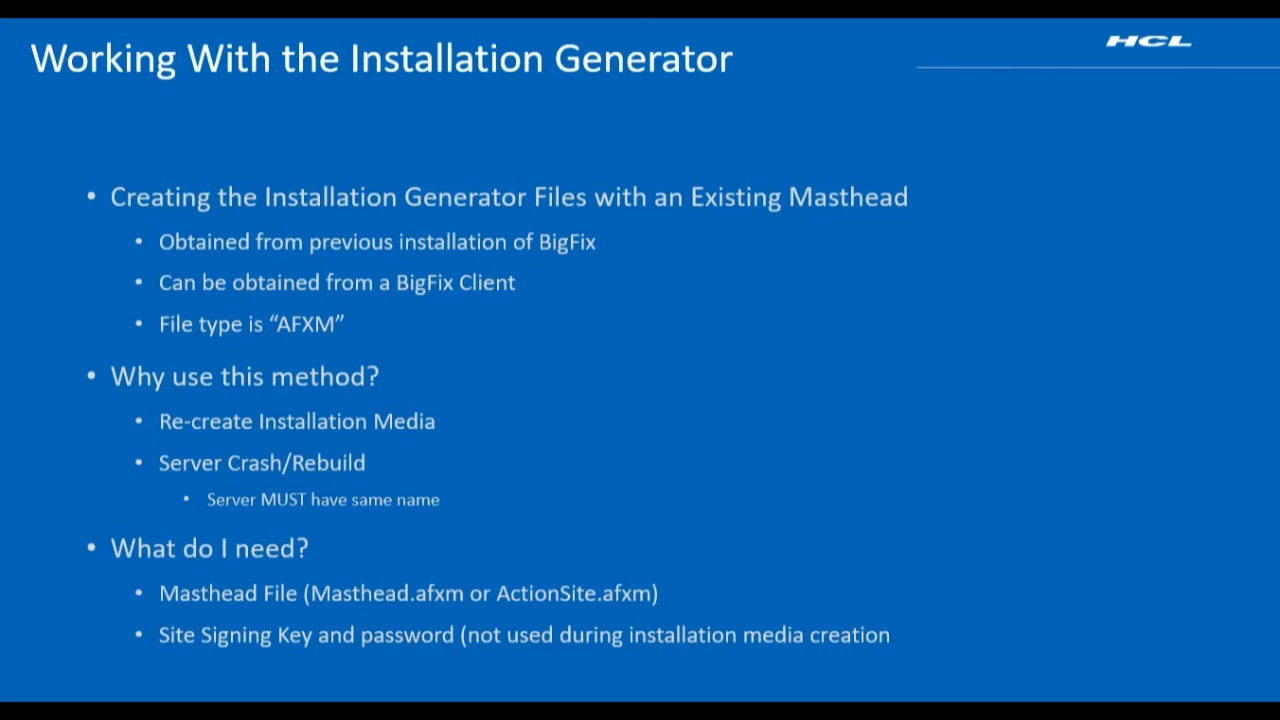 Working With the Installation Generator
HCL
• Creating the Installation Generator Files with an Existing Masthead
• Obtained from previous installation of BigFix
• Can be obtained from a BigFix Client
• File type is “AFXM”
• Why use this method?
• Re-create Installation Media
• Server Crash/Rebuild
• Server MUST have same name
• What do I need?
• Masthead File (Masthead.afxm or ActionSite.afxm)
• Site Signing Key and password (not used during installation media creation